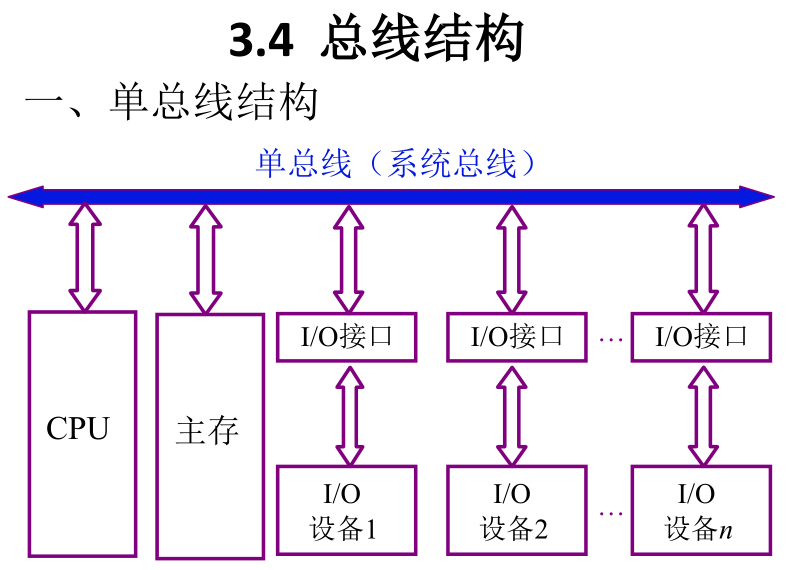 3.4 总线结构
一、单总线结构
单总线（系统总线）
I/O接口 I/O接口 … I/O接口
CPU 主存
I/O I/O I/O
设备1 设备2 … 设备n